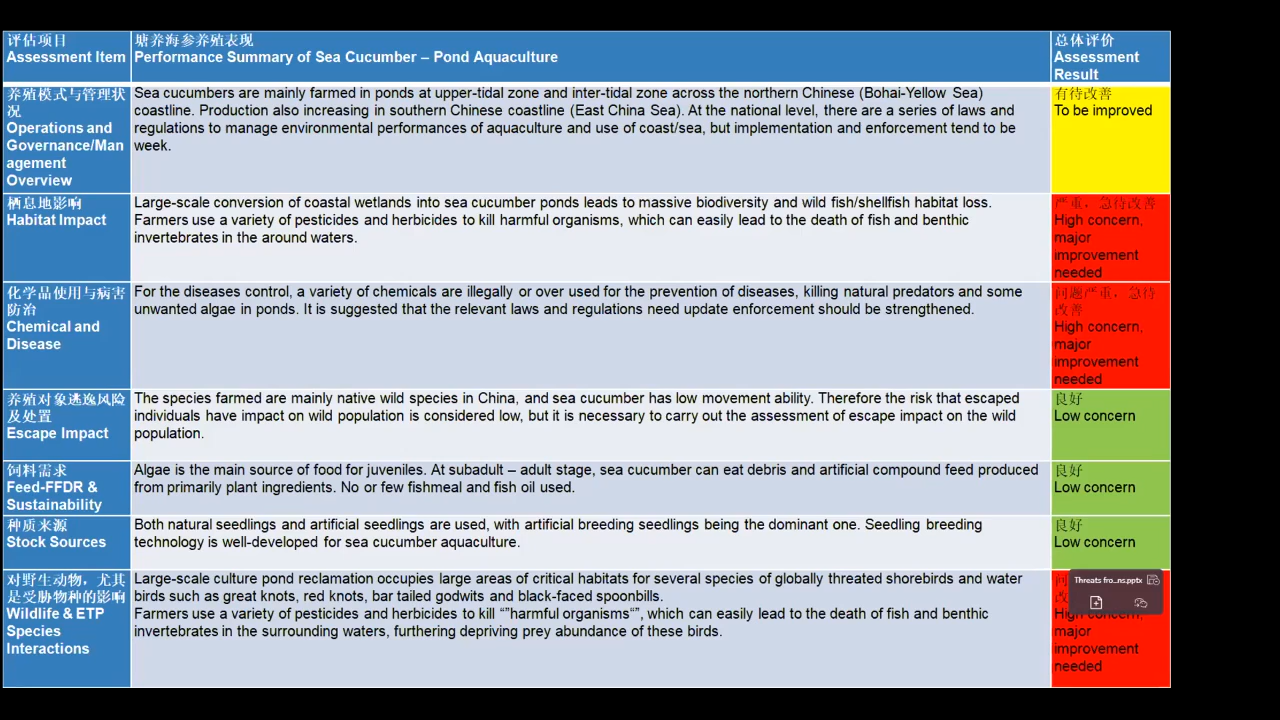 评估项目
Assessment Item
塘养海参养殖表现
Performance Summary of Sea Cucumber – Pond Aquaculture
总体评价
Assessment
Result
养殖模式与管理状
况
Operations and
Governance/Man
agement
Overview
Sea cucumbers are mainly farmed in ponds at upper-tidal zone and inter-tidal zone across the northern Chinese (Bohai-Yellow Sea)
coastline. Production also increasing in southern Chinese coastline (East China Sea). At the national level, there are a series of laws and
regulations to manage environmental performances of aquaculture and use of coast/sea, but implementation and enforcement tend to be
week.
有待改善
To be improved
栖息地影响
Habitat Impact
Large-scale conversion of coastal wetlands into sea cucumber ponds leads to massive biodiversity and wild fish/shellfish habitat loss.
Farmers use a variety of pesticides and herbicides to kill harmful organisms, which can easily lead to the death of fish and benthic
invertebrates in the around waters.
严重，急待改善
High concern,
major
improvement
needed
化学品使用与病害
防治
Chemical and
Disease
For the diseases control, a variety of chemicals are illegally or over used for the prevention of diseases, killing natural predators and some
unwanted algae in ponds. It is suggested that the relevant laws and regulations need update enforcement should be strengthened.
问题严重，急待
改善
High concern,
major
improvement
needed
养殖对象逃逸风险
及处置
Escape Impact
The species farmed are mainly native wild species in China, and sea cucumber has low movement ability. Therefore the risk that escaped
individuals have impact on wild population is considered low, but it is necessary to carry out the assessment of escape impact on the wild
population.
良好
Low concern
饲料需求
Feed-FFDR &
Sustainability
Algae is the main source of food for juveniles. At subadult – adult stage, sea cucumber can eat debris and artificial compound feed produced
from primarily plant ingredients. No or few fishmeal and fish oil used.
良好
Low concern
种质来源
Stock Sources
Both natural seedlings and artificial seedlings are used, with artificial breeding seedlings being the dominant one. Seedling breeding
technology is well-developed for sea cucumber aquaculture.
良好
Low concern
对野生动物，尤其
是受胁物种的影响
Wildlife & ETP
Species
Interactions
Large-scale culture pond reclamation occupies large areas of critical habitats for several species of globally threated shorebirds and water
birds such as great knots, red knots, bar tailed godwits and black-faced spoonbills.
Farmers use a variety of pesticides and herbicides to kill “”harmful organisms“”, which can easily lead to the death of fish and benthic
invertebrates in the surrounding waters, furthering depriving prey abundance of these birds.
Threats fro...ns.pptx
High concern,
major
improvement
needed